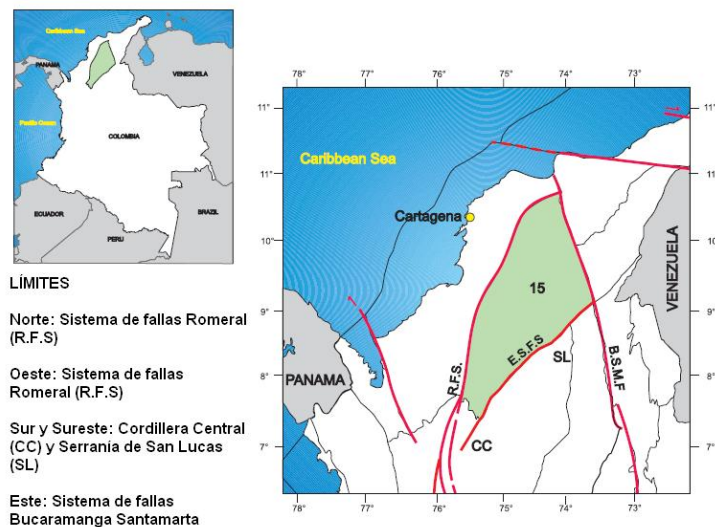 Caribbean Sea
PANAMA
VENEZUELA
Pacific Ocean
COLOMBIA
ECUADOR
BRAZIL
PERU
LÍMITES
Norte: Sistema de fallas Romeral
(R.F.S)
Oeste: Sistema de fallas
Romeral (R.F.S)
Sur y Sureste: Cordillera Central
(CC) y Serranía de San Lucas
(SL)
Este: Sistema de fallas
Bucaramanga Santamarta
78° 77° 76° 75° 74° 73°
11° 11°
Caribbean Sea
11° 11°
Cartagena
10° 10°
VENEZUELA
15
9° 9°
E.S.F.S
SL
B.S.M.F
R.F.S.
PANAMA
8° 8°
CC
7° 7°
78° 77° 76° 75° 74° 73°